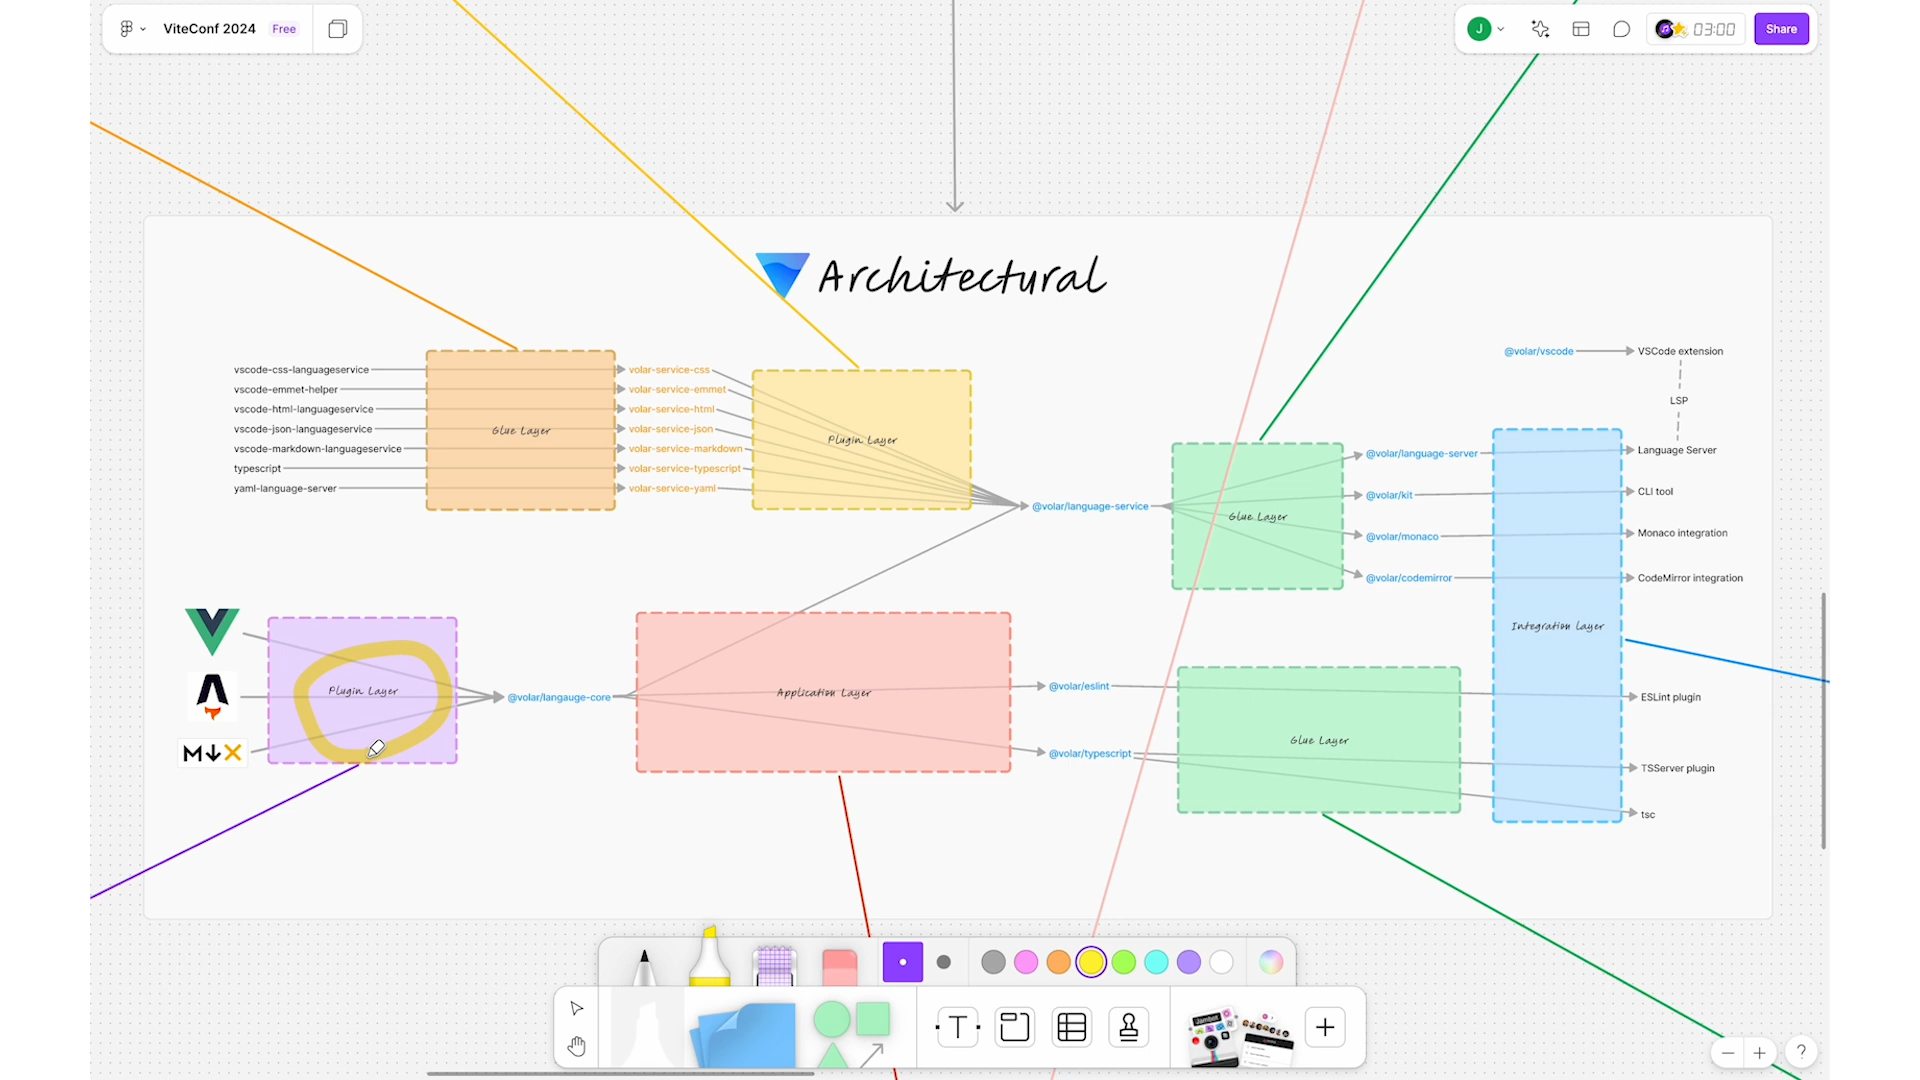 ViteConf 2024
Free
J
03:00
Share
Architectural
vscode-css-languageservice
vscode-emmet-helper
vscode-html-languageservice
vscode-json-languageservice
vscode-markdown-languageservice
typescript
yaml-language-server
Glue Layer
volar-service-css
volar-service-emmet
volar-service-html
volar-service-json
volar-service-markdown
volar-service-typescript
volar-service-yaml
Plugin Layer
@volar/language-service
Glue Layer
@volar/vscode
VSCode extension
LSP
@volar/language-server
Language Server
@volar/kit
CLI tool
@volar/monaco
Monaco integration
@volar/codemirror
CodeMirror integration
Integration Layer
M
Plugin Layer
@volar/langauge-core
Application Layer
@volar/eslint
@volar/typescript
Glue Layer
ESLint plugin
TSServer plugin
tsc
T
Jambot
?